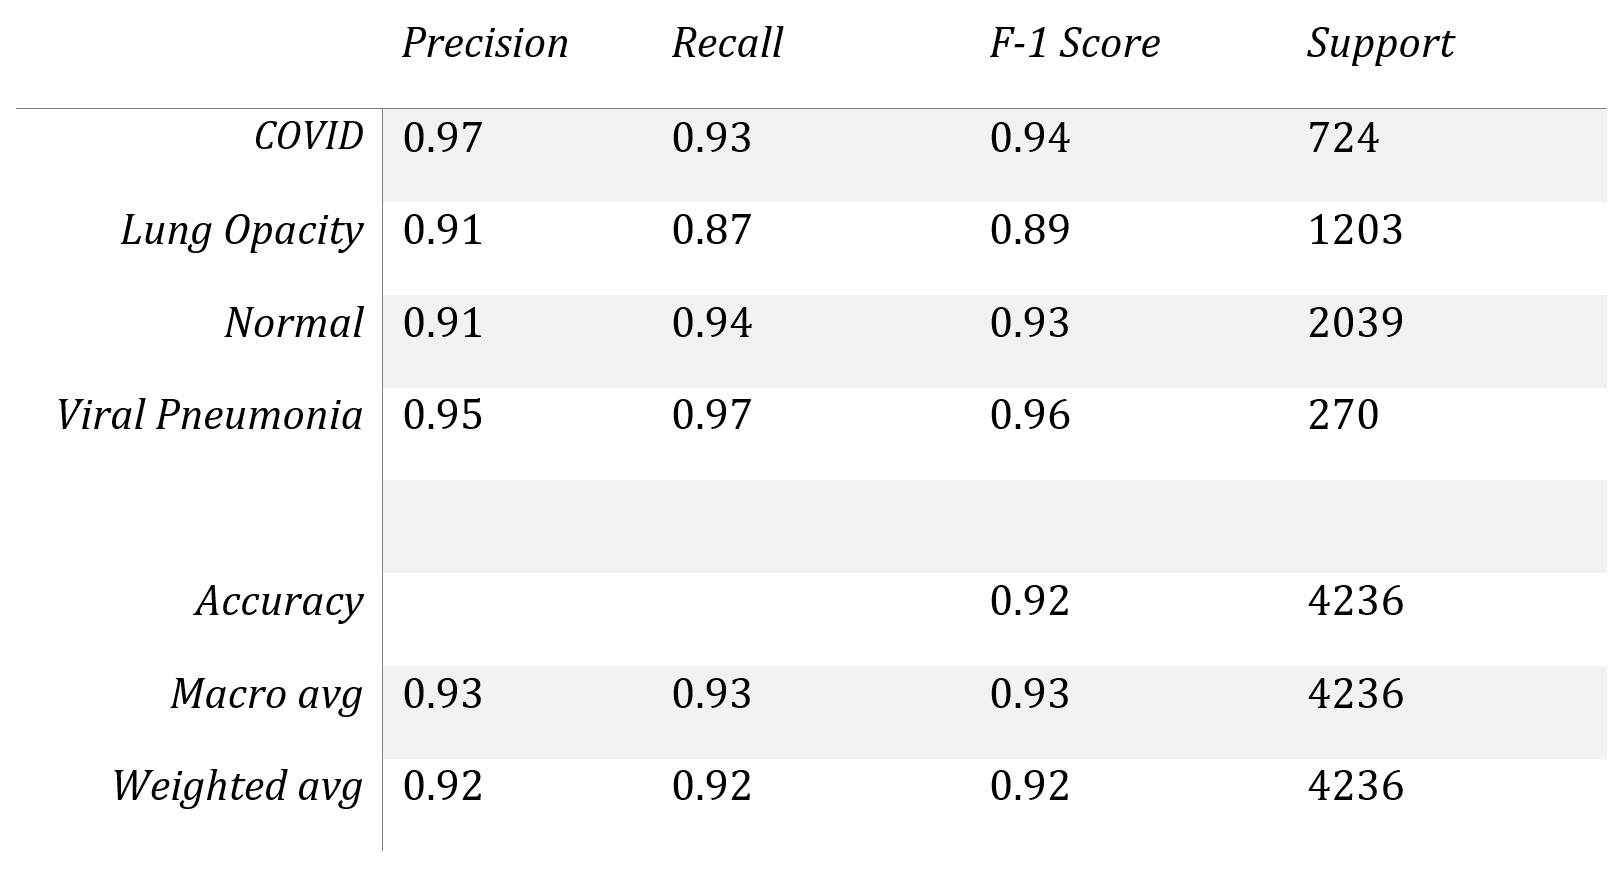 Precision Recall F-1 Score Support
COVID 0.97 0.93 0.94 724
Lung Opacity 0.91 0.87 0.89 1203
Normal 0.91 0.94 0.93 2039
Viral Pneumonia 0.95 0.97 0.96 270
Accuracy 0.92 4236
Macro avg 0.93 0.93 0.93 4236
Weighted avg 0.92 0.92 0.92 4236